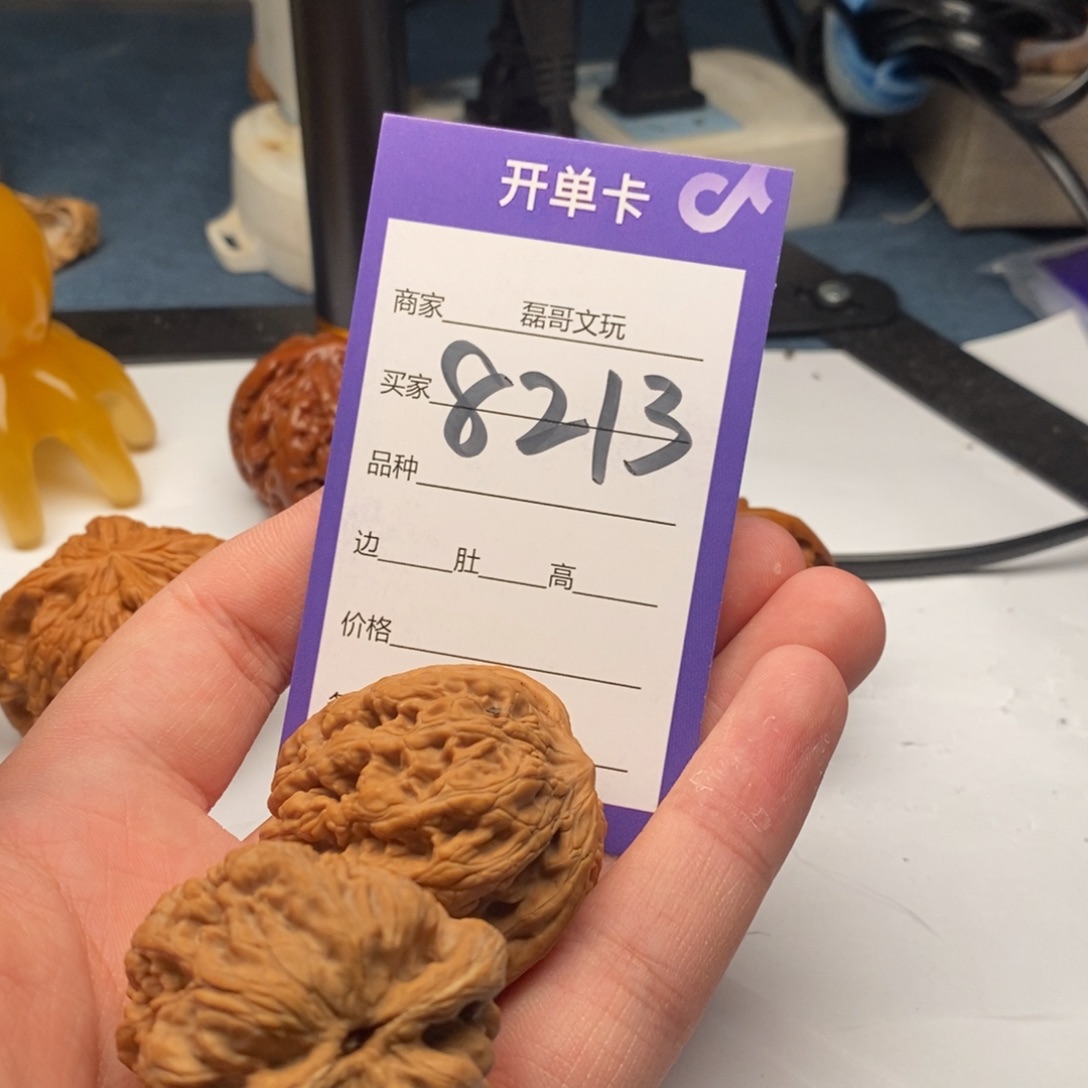 开单卡
商家 磊哥文玩
买家 8213
品种
边 肚 高
价格